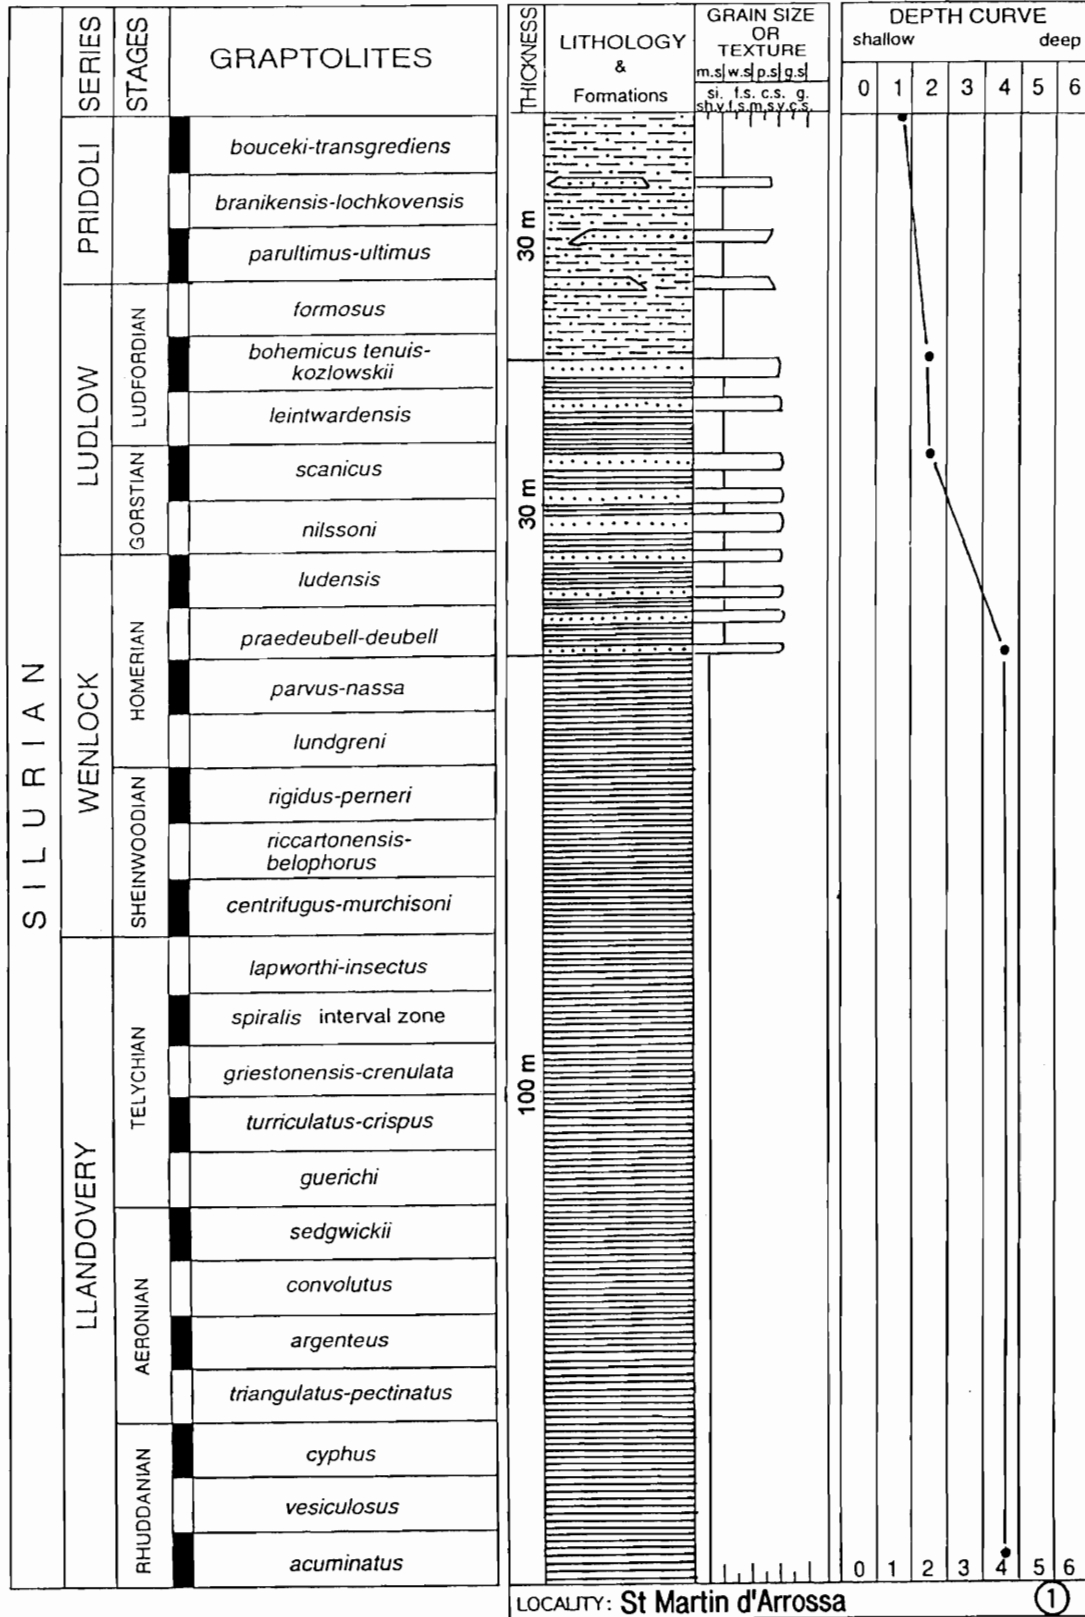 SILURIAN
SERIES
STAGES
GRAPTOLITES
THICKNESS
LITHOLOGY
&
Formations
GRAIN SIZE
OR
TEXTURE
m.s w.s p.s g.s
si. f.s. c.s. g.
sh.v.f.s.m.s.v.c.s.
DEPTH CURVE
shallow deep
0 1 2 3 4 5 6
PRIDOLI
bouceki-transgrediens
branikensis-lochkovensis
parultimus-ultimus
LUDLOW
LUDFORDIAN
formosus
bohemicus tenuis-
kozlowskii
leintwardensis
GORSTIAN
scanicus
nilssoni
WENLOCK
HOMERIAN
ludensis
praedeubell-deubell
parvus-nassa
lundgreni
SHEINWOODIAN
rigidus-perneri
riccartonensis-
belophorus
centrifugus-murchisoni
LLANDOVERY
TELYCHIAN
lapworthi-insectus
spiralis interval zone
griestonensis-crenulata
turriculatus-crispus
guerichi
AERONIAN
sedgwickii
convolutus
argenteus
triangulatus-pectinatus
RHUDDANIAN
cyphus
vesiculosus
acuminatus
30 m
30 m
100 m
0 1 2 3 4 5 6
LOCALITY: St Martin d'Arrossa 1